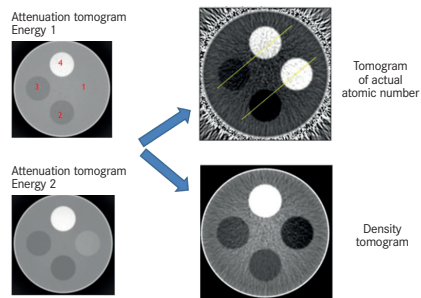 Attenuation tomogram
Energy 1
4
3
1
2
Tomogram
of actual
atomic number
Attenuation tomogram
Energy 2
Density
tomogram